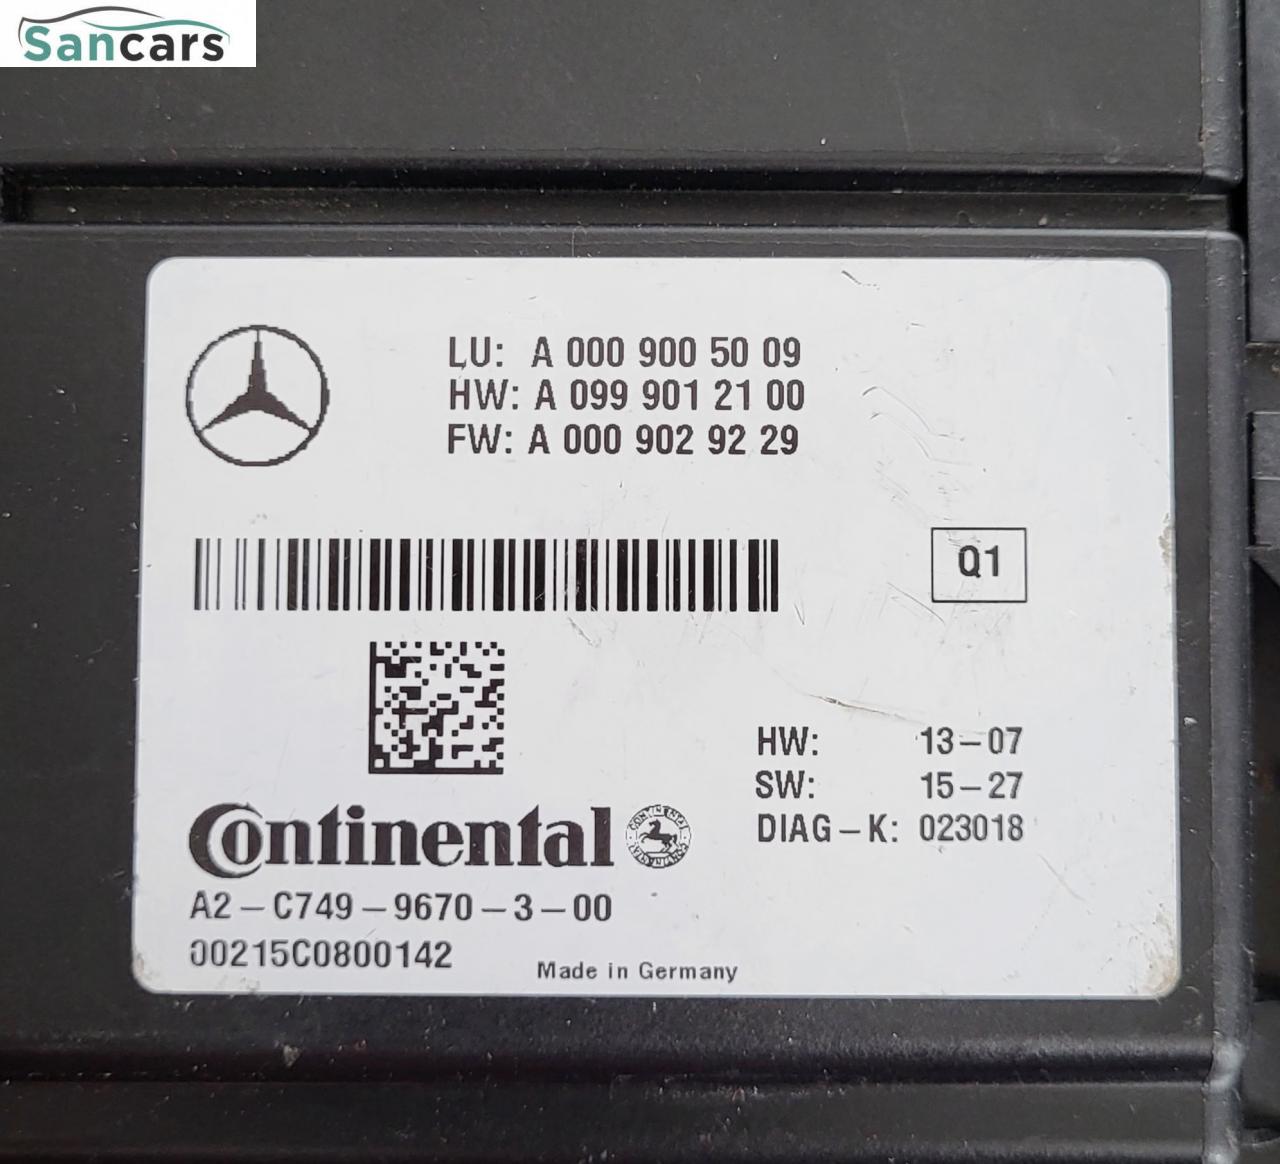 Sancars
LU: A 000 900 50 09
HW: A 099 901 21 00
FW: A 000 902 92 29
Q1
HW: 13-07
SW: 15-27
DIAG-K: 023018
Continental
CONTINENTAL
A2-C749-9670-3-00
00215C0800142
Made in Germany